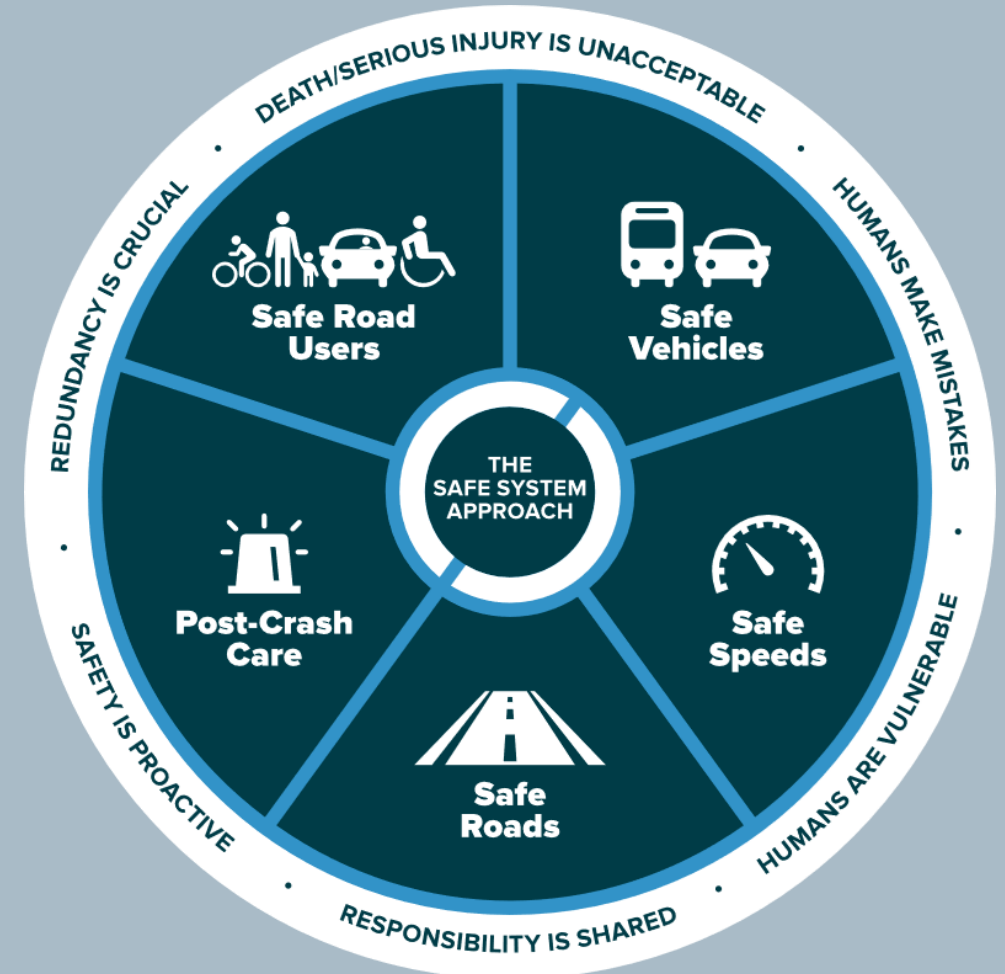 DEATH/SERIOUS INJURY IS UNACCEPTABLE
HUMANS MAKE MISTAKES
HUMANS ARE VULNERABLE
RESPONSIBILITY IS SHARED
SAFETY IS PROACTIVE
REDUNDANCY IS CRUCIAL
Safe Road
Users
Safe
Vehicles
Safe
Speeds
Safe
Roads
Post-Crash
Care
THE
SAFE SYSTEM
APPROACH